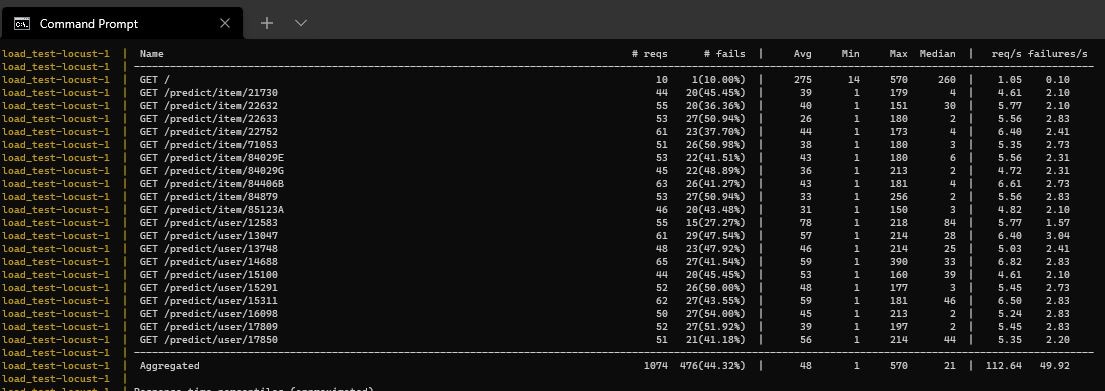 Command Prompt
load_test-locust-1 | Name # reqs # fails | Avg Min Max Median | req/s failures/s
load_test-locust-1 | ----------------------------------------------------------------
load_test-locust-1 | GET / 10 1(10.00%) | 275 14 570 260 | 1.05 0.10
load_test-locust-1 | GET /predict/item/21730 44 20(45.45%) | 39 1 179 4 | 4.61 2.10
load_test-locust-1 | GET /predict/item/22632 55 20(36.36%) | 40 1 151 30 | 5.77 2.10
load_test-locust-1 | GET /predict/item/22633 53 27(50.94%) | 26 1 180 2 | 5.56 2.83
load_test-locust-1 | GET /predict/item/22752 61 23(37.70%) | 44 1 173 4 | 6.40 2.41
load_test-locust-1 | GET /predict/item/71053 51 26(50.98%) | 38 1 180 3 | 5.35 2.73
load_test-locust-1 | GET /predict/item/84029E 53 22(41.51%) | 43 1 180 6 | 5.56 2.31
load_test-locust-1 | GET /predict/item/84029G 45 22(48.89%) | 36 1 213 2 | 4.72 2.31
load_test-locust-1 | GET /predict/item/84406B 63 26(41.27%) | 43 1 181 4 | 6.61 2.73
load_test-locust-1 | GET /predict/item/84879 53 27(50.94%) | 33 1 256 2 | 5.56 2.83
load_test-locust-1 | GET /predict/item/85123A 46 20(43.48%) | 31 1 150 3 | 4.82 2.10
load_test-locust-1 | GET /predict/user/12583 55 15(27.27%) | 78 1 218 84 | 5.77 1.57
load_test-locust-1 | GET /predict/user/13047 61 29(47.54%) | 57 1 214 28 | 6.40 3.04
load_test-locust-1 | GET /predict/user/13748 48 23(47.92%) | 46 1 214 25 | 5.03 2.41
load_test-locust-1 | GET /predict/user/14688 65 27(41.54%) | 59 1 390 33 | 6.82 2.83
load_test-locust-1 | GET /predict/user/15100 44 20(45.45%) | 53 1 160 39 | 4.61 2.10
load_test-locust-1 | GET /predict/user/15291 52 26(50.00%) | 48 1 177 3 | 5.45 2.73
load_test-locust-1 | GET /predict/user/15311 62 27(43.55%) | 59 1 181 46 | 6.50 2.83
load_test-locust-1 | GET /predict/user/16098 50 27(54.00%) | 45 1 213 2 | 5.24 2.83
load_test-locust-1 | GET /predict/user/17809 52 27(51.92%) | 39 1 197 2 | 5.45 2.83
load_test-locust-1 | GET /predict/user/17850 51 21(41.18%) | 56 1 214 44 | 5.35 2.20
load_test-locust-1 | ----------------------------------------------------------------
load_test-locust-1 | Aggregated 1074 476(44.32%) | 48 1 570 21 | 112.64 49.92
load_test-locust-1 |
Response time percentiles (approximated)